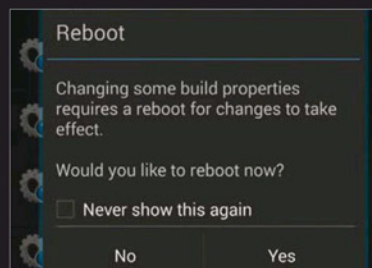 Reboot
Changing some build properties
requires a reboot for changes to take
effect.
Would you like to reboot now?
Never show this again
No
Yes